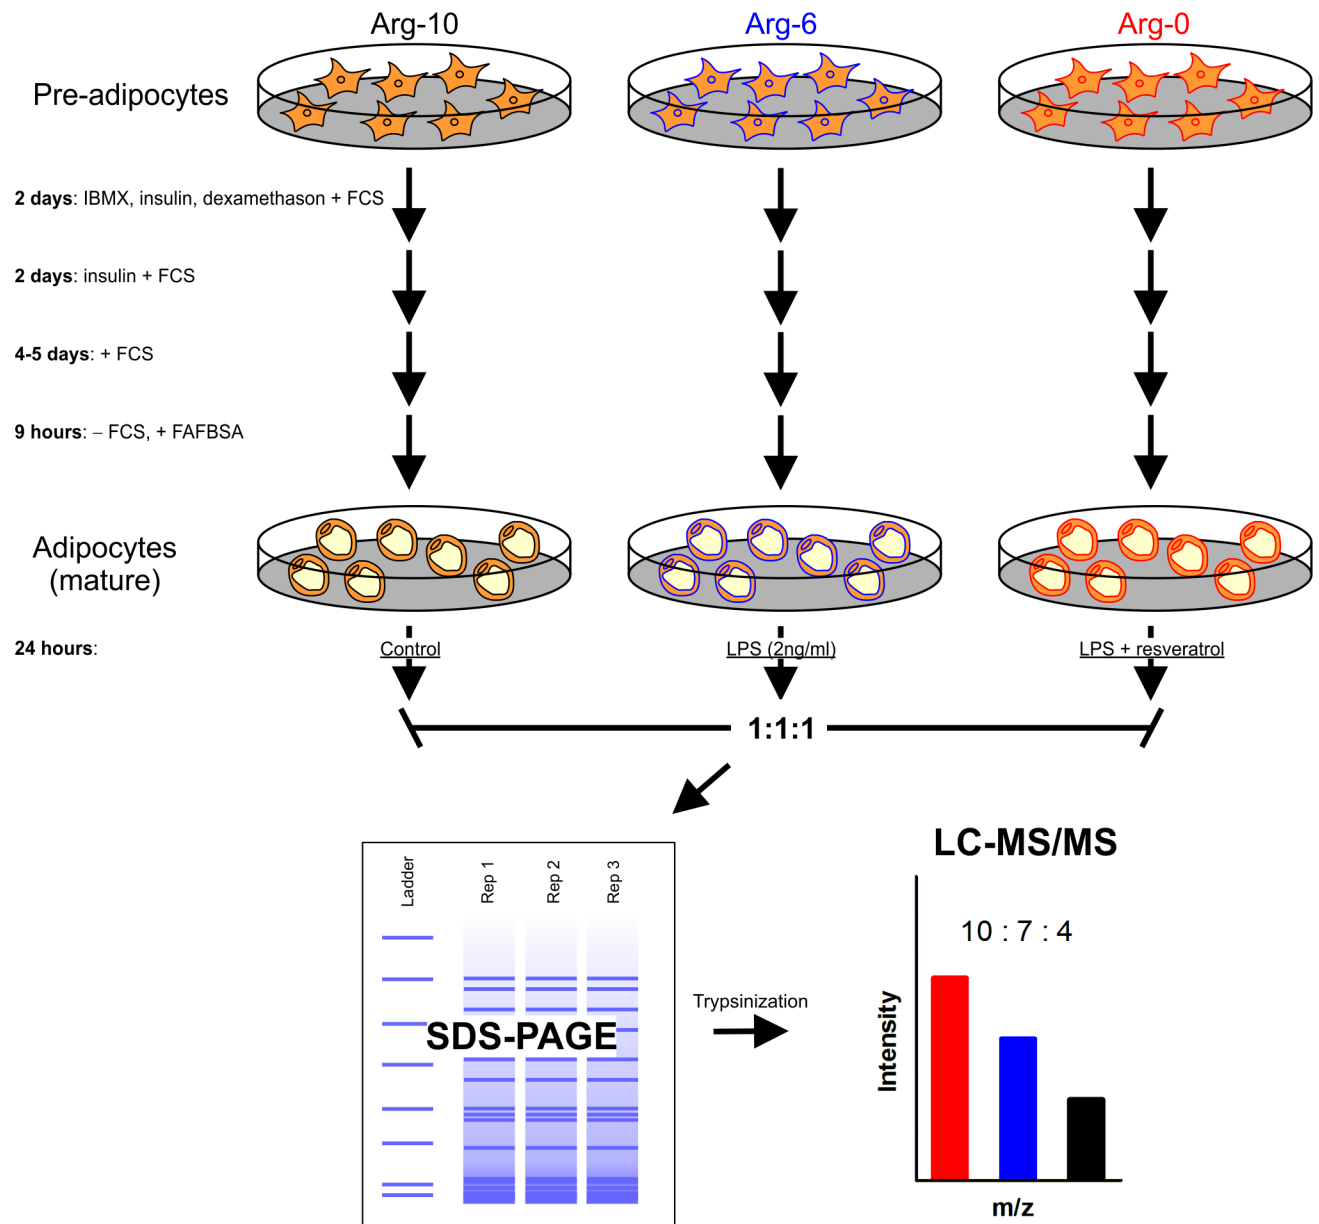 Arg-10
Arg-6
Arg-0
Pre-adipocytes
2 days: IBMX, insulin, dexamethason + FCS
2 days: insulin + FCS
4-5 days: + FCS
9 hours: – FCS, + FAFBSA
Adipocytes
(mature)
24 hours:
Control
LPS (2ng/ml)
LPS + resveratrol
1:1:1
Ladder
Rep 1
Rep 2
Rep 3
SDS-PAGE
Trypsinization
LC-MS/MS
10 : 7 : 4
Intensity
m/z